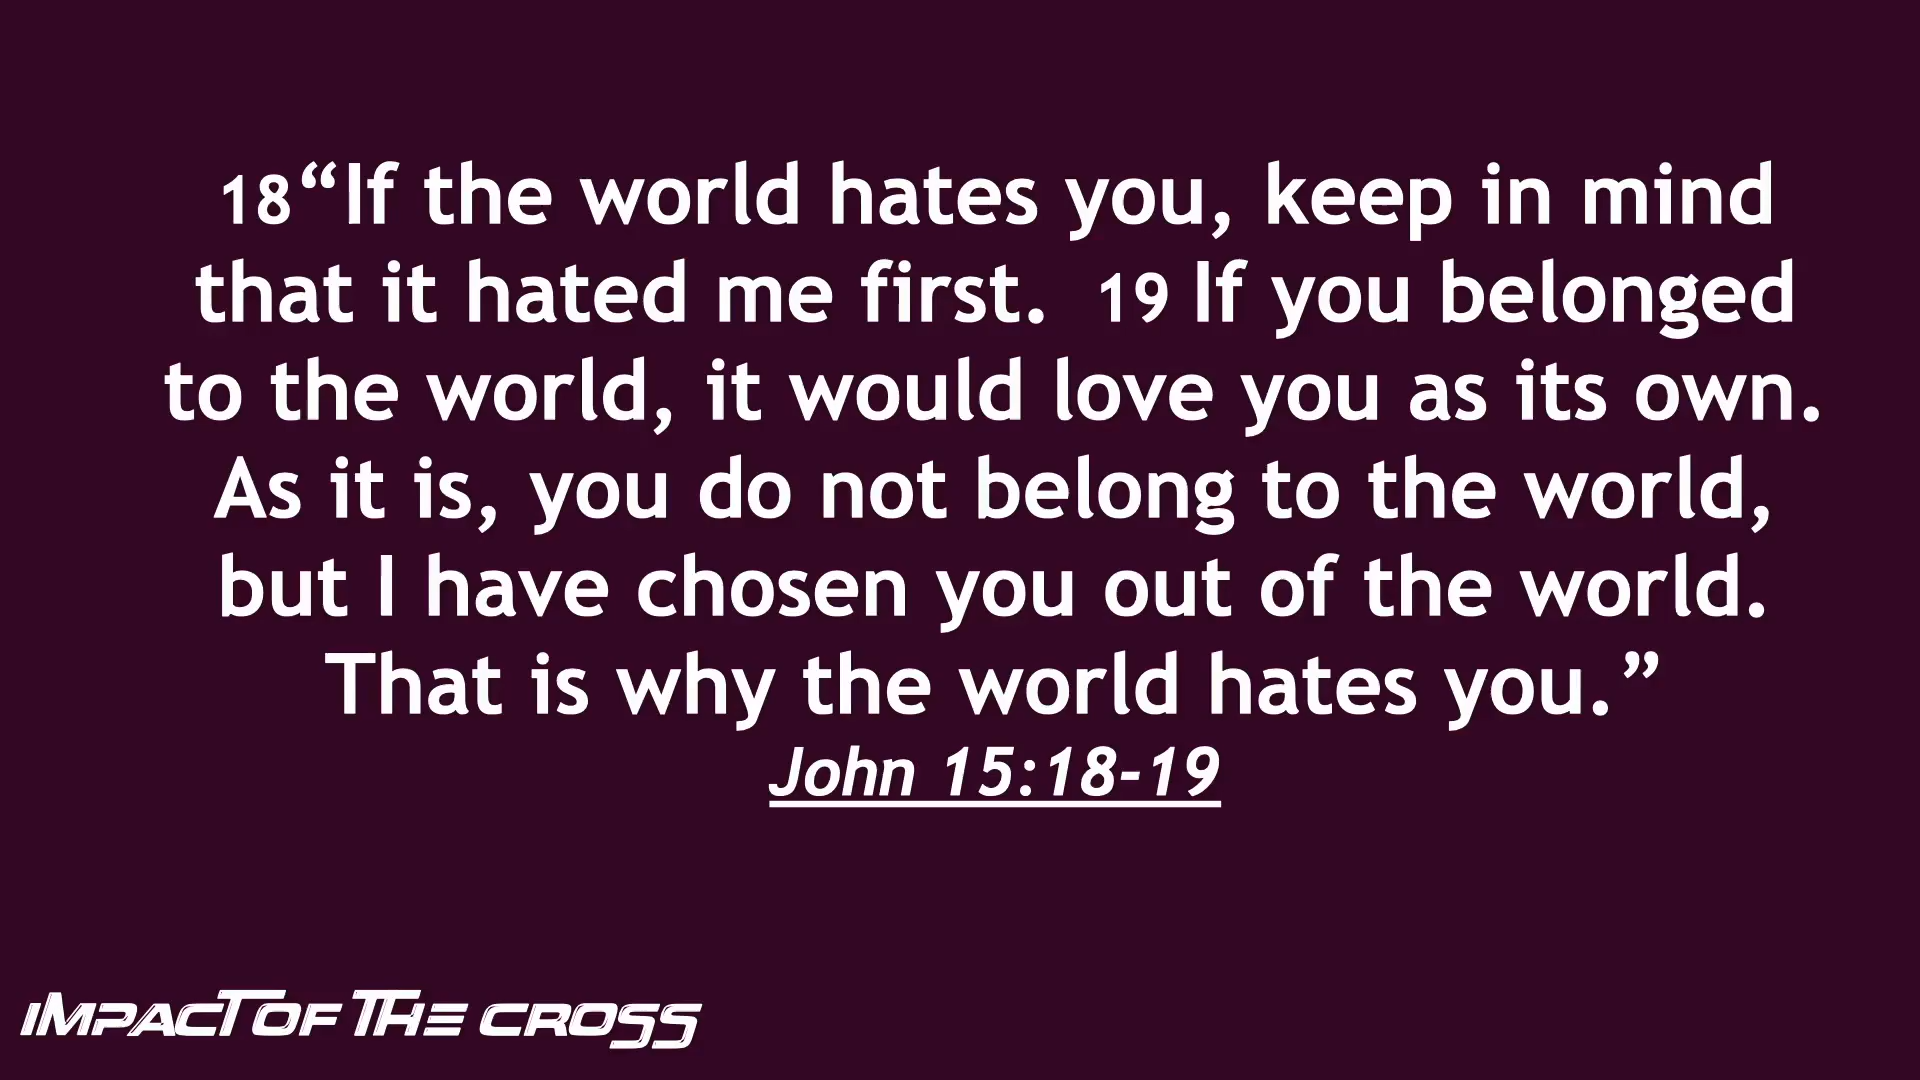 18“If the world hates you, keep in mind
that it hated me first. 19 If you belonged
to the world, it would love you as its own.
As it is, you do not belong to the world,
but I have chosen you out of the world.
That is why the world hates you.”
John 15:18-19
IMPACT OF THE CROSS